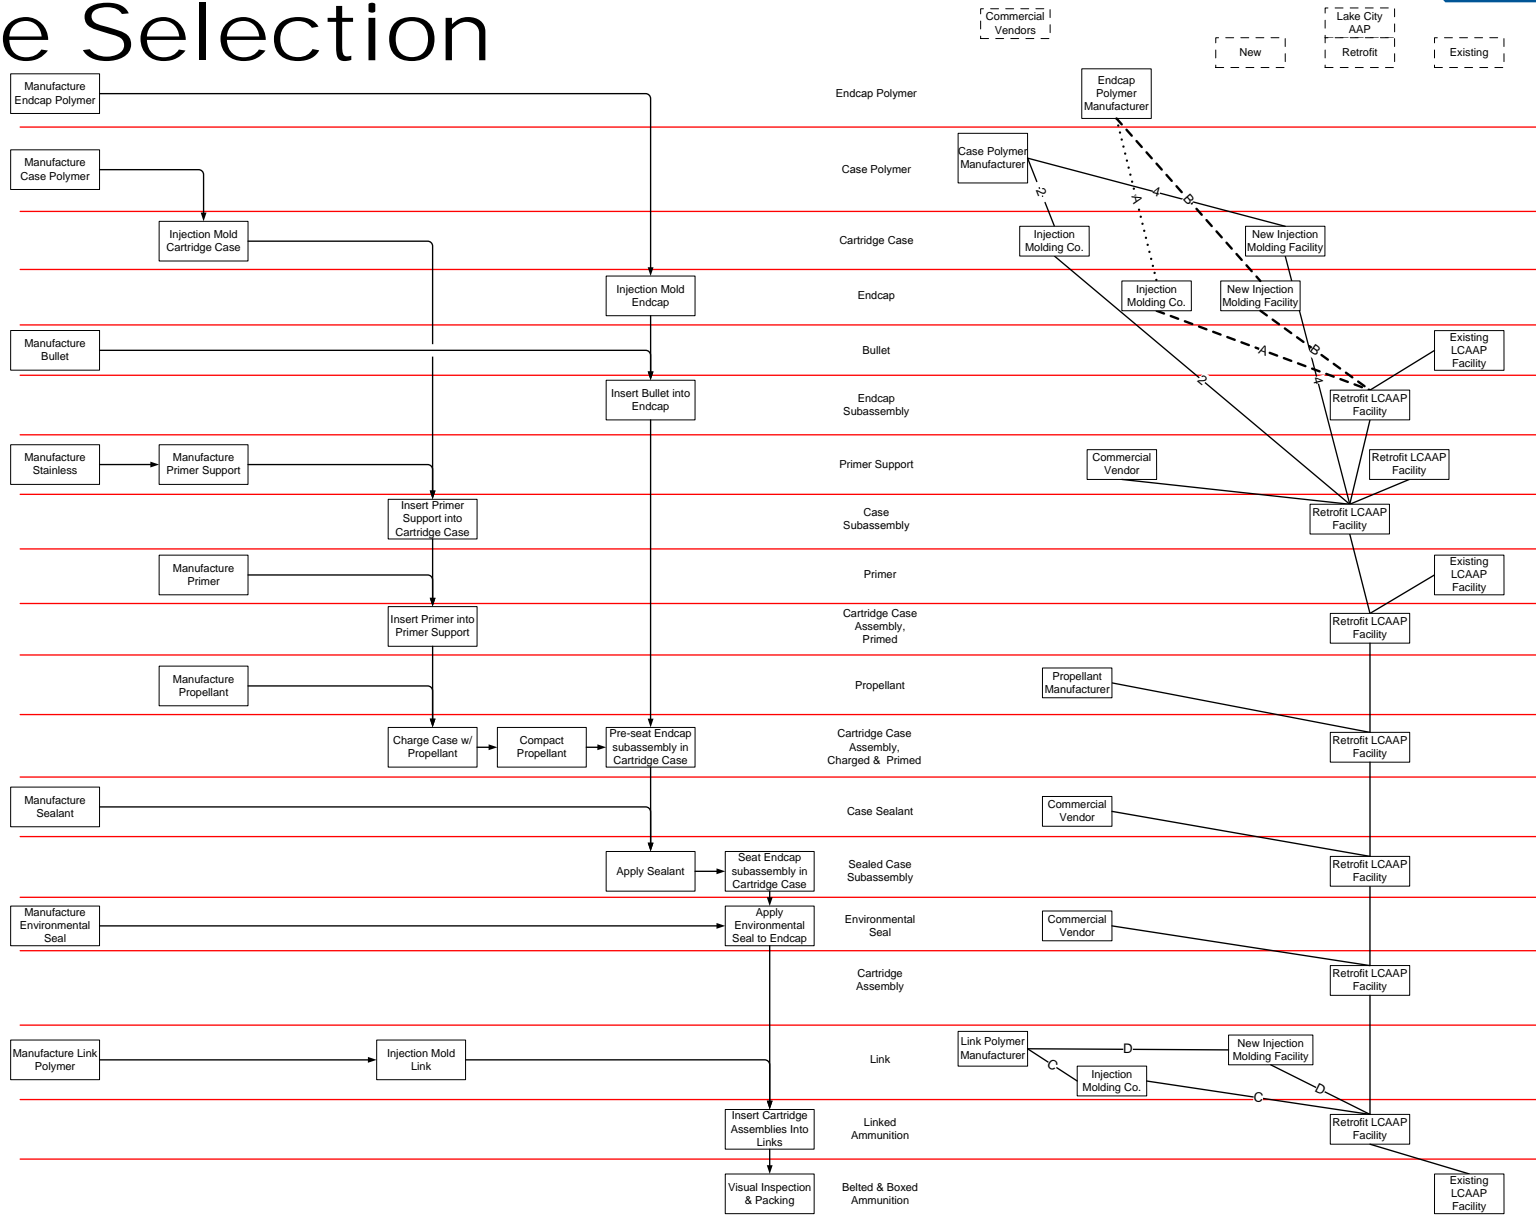 e Selection
Commercial
Vendors
Lake City
AAP
New
Retrofit
Existing
Manufacture
Endcap Polymer
Endcap Polymer
Endcap
Polymer
Manufacturer
Manufacture
Case Polymer
Case Polymer
Case Polymer
Manufacturer
2
A
4
B
Injection Mold
Cartridge Case
Cartridge Case
Injection
Molding Co.
New Injection
Molding Facility
Injection Mold
Endcap
Endcap
Injection
Molding Co.
New Injection
Molding Facility
Manufacture
Bullet
Bullet
A
B
Existing
LCAAP
Facility
2
4
Insert Bullet into
Endcap
Endcap
Subassembly
Retrofit LCAAP
Facility
Manufacture
Stainless
Manufacture
Primer Support
Primer Support
Commercial
Vendor
Retrofit LCAAP
Facility
Insert Primer
Support into
Cartridge Case
Case
Subassembly
Retrofit LCAAP
Facility
Manufacture
Primer
Primer
Existing
LCAAP
Facility
Insert Primer into
Primer Support
Cartridge Case
Assembly,
Primed
Retrofit LCAAP
Facility
Manufacture
Propellant
Propellant
Propellant
Manufacturer
Charge Case w/
Propellant
Compact
Propellant
Pre-seat Endcap
subassembly in
Cartridge Case
Cartridge Case
Assembly,
Charged & Primed
Retrofit LCAAP
Facility
Manufacture
Sealant
Case Sealant
Commercial
Vendor
Apply Sealant
Seat Endcap
subassembly in
Cartridge Case
Sealed Case
Subassembly
Retrofit LCAAP
Facility
Manufacture
Environmental
Seal
Apply
Environmental
Seal to Endcap
Environmental
Seal
Commercial
Vendor
Cartridge
Assembly
Retrofit LCAAP
Facility
Manufacture Link
Polymer
Injection Mold
Link
Link
Link Polymer
Manufacturer
D
New Injection
Molding Facility
C
Injection
Molding Co.
D
C
Insert Cartridge
Assemblies Into
Links
Linked
Ammunition
Retrofit LCAAP
Facility
Visual Inspection
& Packing
Belted & Boxed
Ammunition
Existing
LCAAP
Facility